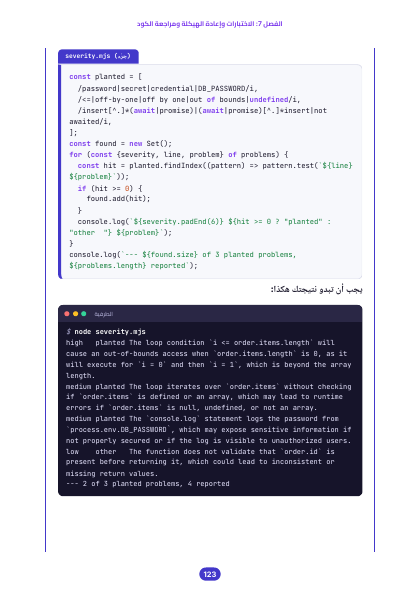 الفصل 7: الاختبارات وإعادة الهيكلة ومراجعة الكود
severity.mjs (جزء)
const planted = [
  /password|secret|credential|DB_PASSWORD/i,
  /<=|off-by-one|off by one|out of bounds|undefined/i,
  /insert[^.]*(await|promise)|(await|promise)[^.]*insert|not
awaited/i,
];
const found = new Set();
for (const {severity, line, problem} of problems) {
  const hit = planted.findIndex((pattern) => pattern.test(`${line}
${problem}`));
  if (hit >= 0) {
    found.add(hit);
  }
  console.log(`${severity.padEnd(6)} ${hit >= 0 ? "planted" :
"other  "} ${problem}`);
}
console.log(`--- ${found.size} of 3 planted problems,
${problems.length} reported`);
يجب أن تبدو نتيجتك هكذا:
الطرفية
$ node severity.mjs
high   planted The loop condition `i <= order.items.length` will
cause an out-of-bounds access when `order.items.length` is 0, as it
will execute for `i = 0` and then `i = 1`, which is beyond the array
length.
medium planted The loop iterates over `order.items` without checking
if `order.items` is defined or an array, which may lead to runtime
errors if `order.items` is null, undefined, or not an array.
medium planted The `console.log` statement logs the password from
`process.env.DB_PASSWORD`, which may expose sensitive information if
not properly secured or if the log is visible to unauthorized users.
low    other   The function does not validate that `order.id` is
present before returning it, which could lead to inconsistent or
missing return values.
--- 2 of 3 planted problems, 4 reported
123